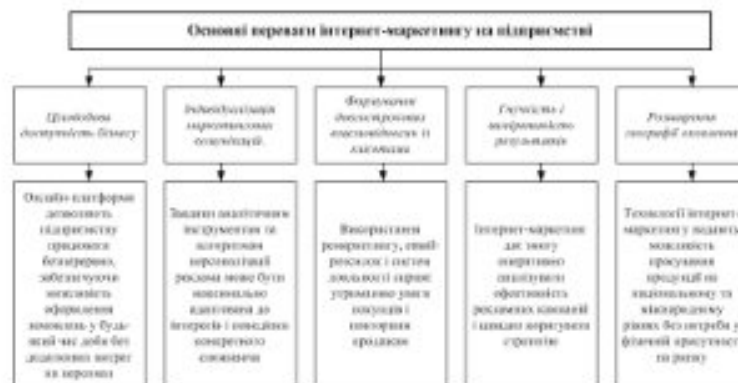 Основні переваги інтернет-маркетингу на підприємстві
Цілодобова
доступність бізнесу
Індивідуалізація
маркетингових
комунікацій.
Формування
довгострокових
взаємовідносин із
клієнтами
Гнучкість і
вимірюваність
результатів
Розширення
географії охоплення
Онлайн-платформи
дозволяють
підприємству
працювати
безперервно,
забезпечуючи
можливість
оформлення
замовлень у будь-
який час доби без
додаткових витрат
на персонал
Завдяки аналітичним
інструментам та
алгоритмам
персоналізації
реклама може бути
максимально
адаптована до
інтересів і поведінки
конкретного
споживача
Використання
ремаркетингу, email-
розсилок і систем
лояльності сприяє
утриманню уваги
покупців і
повторним
продажам
Інтернет-маркетинг
дає змогу
оперативно
аналізувати
ефективність
рекламних кампаній
і швидко коригувати
стратегію
Технології інтернет-
маркетингу надають
можливість
просування
продукції на
національному та
міжнародному
рівнях без потреби у
фізичній присутності
на ринку